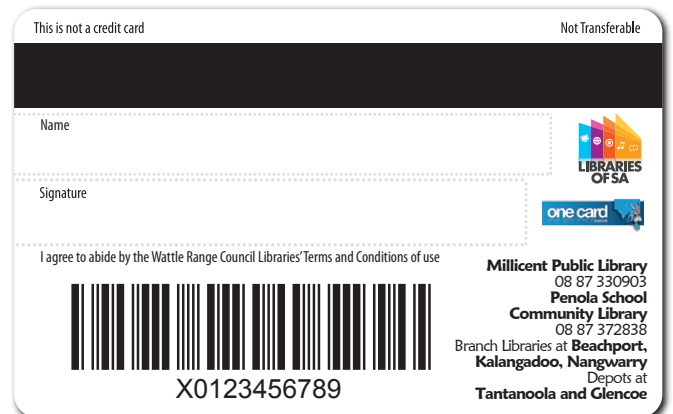 This is not a credit card
Not Transferable
Name
LIBRARIES
OF SA
Signature
one card
I agree to abide by the Wattle Range Council Libraries' Terms and Conditions of use
Millicent Public Library
08 87 330903
Penola School
Community Library
08 87 372838
Branch Libraries at Beachport,
Kalangadoo, Nangwarry
Depots at
Tantanoola and Glencoe
X0123456789